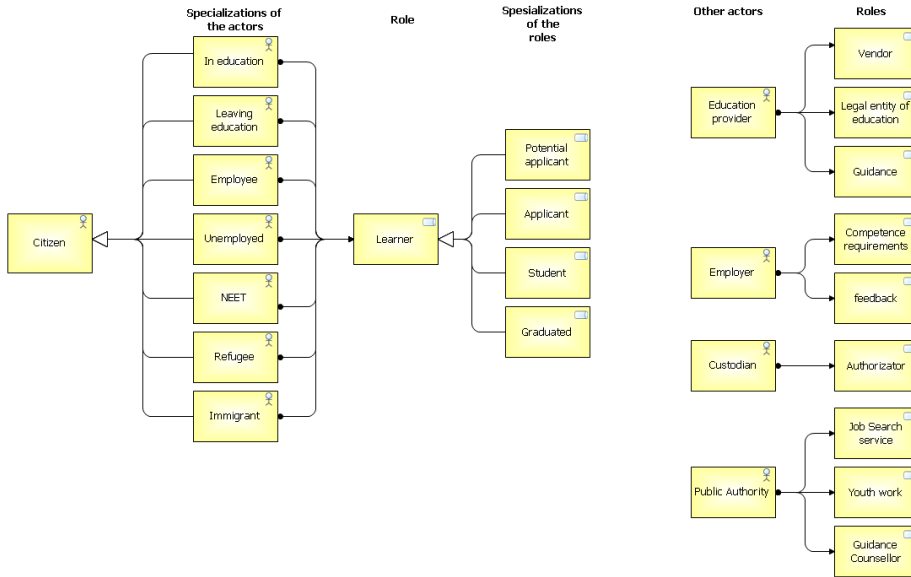 Specializations of
the actors
Role
Spesializations
of the
roles
Other actors
Roles
In education
Leaving
education
Employee
Unemployed
NEET
Refugee
Immigrant
Citizen
Learner
Potential
applicant
Applicant
Student
Graduated
Education
provider
Vendor
Legal entity of
education
Guidance
Employer
Competence
requirements
feedback
Custodian
Authorizator
Public Authority
Job Search
service
Youth work
Guidance
Counsellor